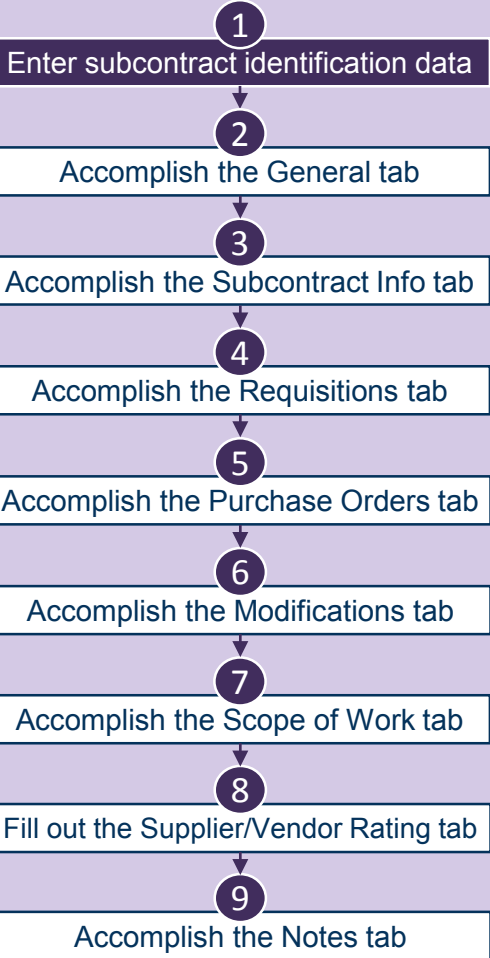 1
Enter subcontract identification data
2
Accomplish the General tab
3
Accomplish the Subcontract Info tab
4
Accomplish the Requisitions tab
5
Accomplish the Purchase Orders tab
6
Accomplish the Modifications tab
7
Accomplish the Scope of Work tab
8
Fill out the Supplier/Vendor Rating tab
9
Accomplish the Notes tab